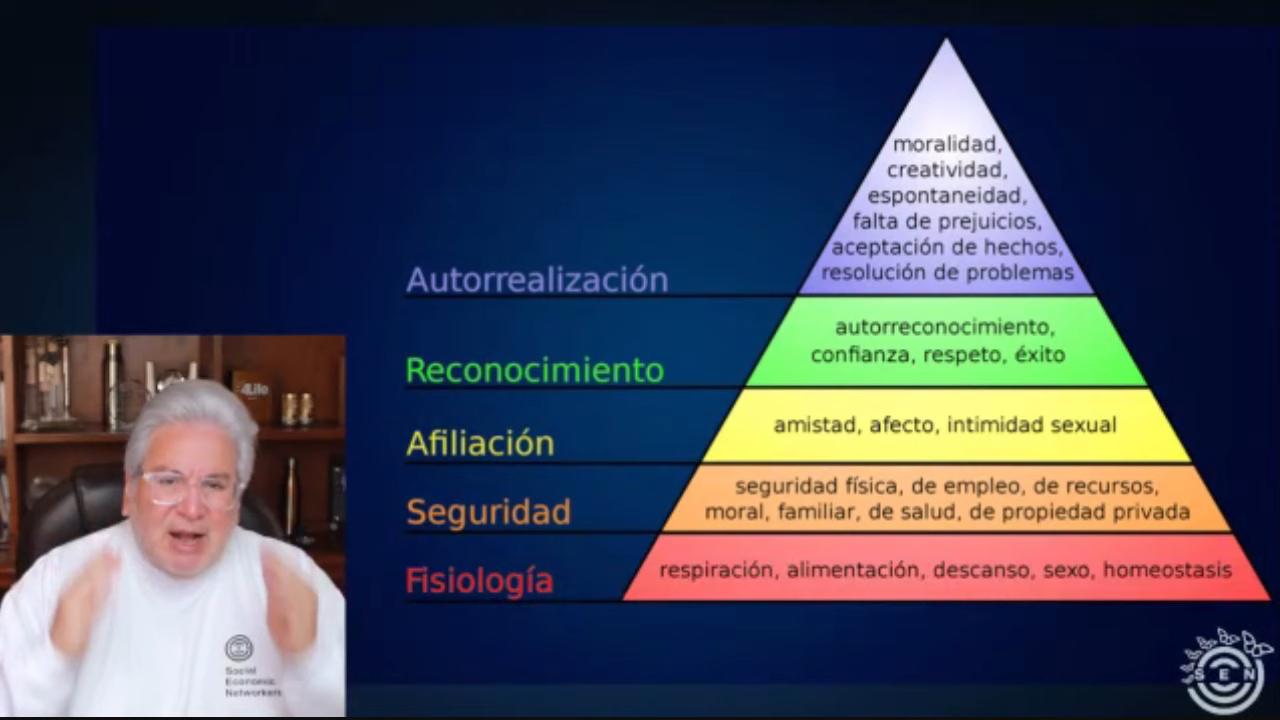 moralidad,
creatividad,
espontaneidad,
falta de prejuicios,
aceptación de hechos,
resolución de problemas
Autorrealización
autorreconocimiento,
confianza, respeto, éxito
Reconocimiento
amistad, afecto, intimidad sexual
Afiliación
seguridad física, de empleo, de recursos,
moral, familiar, de salud, de propiedad privada
Seguridad
respiración, alimentación, descanso, sexo, homeostasis
Fisiología
4Life
Social
Economic
Networkers
SEN